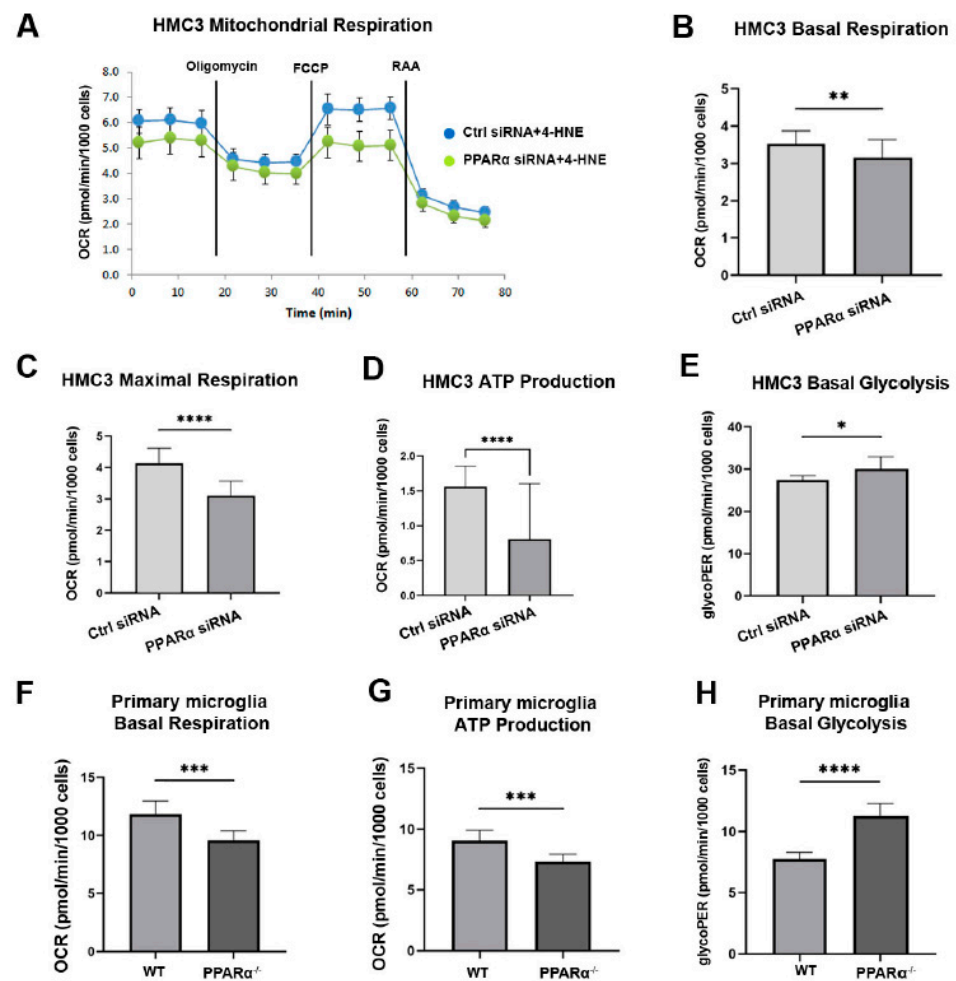 A
HMC3 Mitochondrial Respiration
Oligomycin
FCCP
RAA
OCR (pmol/min/1000 cells)
8.0
7.0
6.0
5.0
4.0
3.0
2.0
1.0
0.0
0
10
20
30
40
50
60
70
80
Time (min)
Ctrl siRNA+4-HNE
PPARα siRNA+4-HNE
B
HMC3 Basal Respiration
OCR (pmol/min/1000 cells)
5
4
3
2
1
0
**
Ctrl siRNA
PPARα siRNA
C
HMC3 Maximal Respiration
OCR (pmol/min/1000 cells)
5
4
3
2
1
0
****
Ctrl siRNA
PPARα siRNA
D
HMC3 ATP Production
OCR (pmol/min/1000 cells)
2.0
1.5
1.0
0.5
0.0
****
Ctrl siRNA
PPARα siRNA
E
HMC3 Basal Glycolysis
glycoPER (pmol/min/1000 cells)
40
30
20
10
0
*
Ctrl siRNA
PPARα siRNA
F
Primary microglia
Basal Respiration
OCR (pmol/min/1000 cells)
15
10
5
0
***
WT
PPARα-/-
G
Primary microglia
ATP Production
OCR (pmol/min/1000 cells)
15
10
5
0
***
WT
PPARα-/-
H
Primary microglia
Basal Glycolysis
glycoPER (pmol/min/1000 cells)
15
10
5
0
****
WT
PPARα-/-